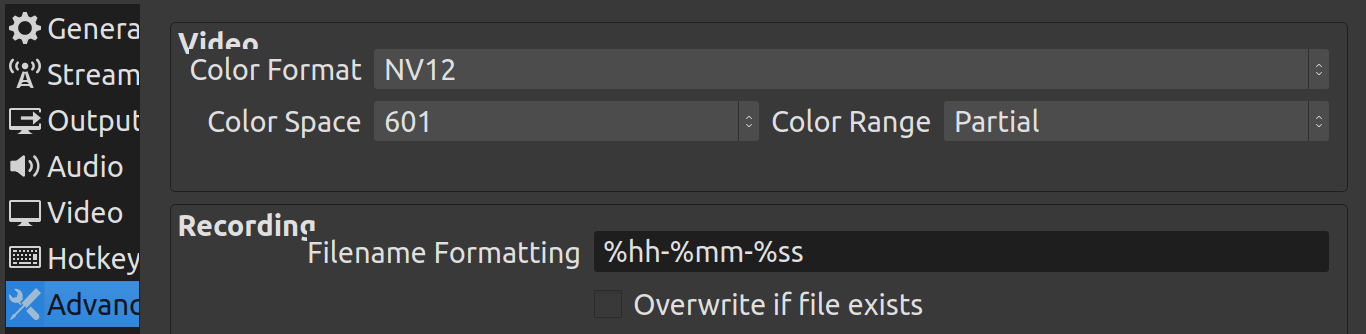 Genera
Stream
Output
Audio
Video
Hotkey
Advanc
Video
Color Format NV12
Color Space 601 Color Range Partial
Recording
Filename Formatting %hh-%mm-%ss
Overwrite if file exists